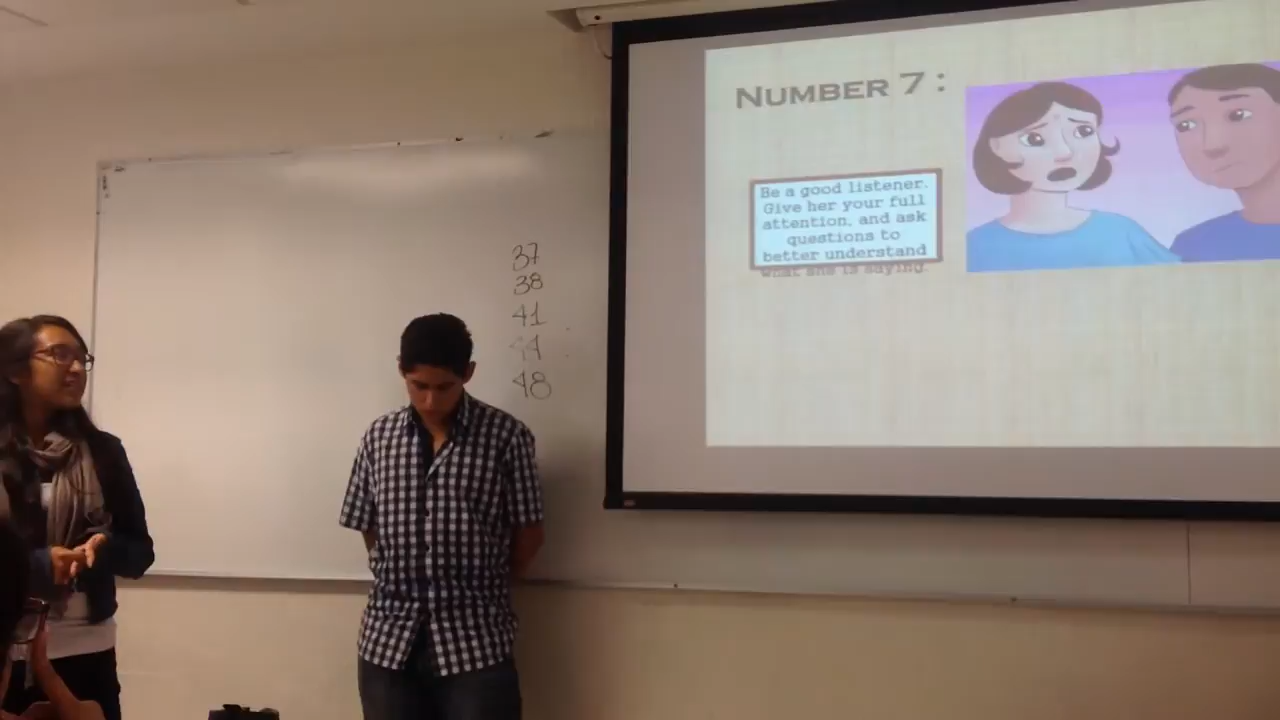 NUMBER 7 :
Be a good listener.
Give her your full
attention, and ask
questions to
better understand
what she is saying.
37
38
41
44
48